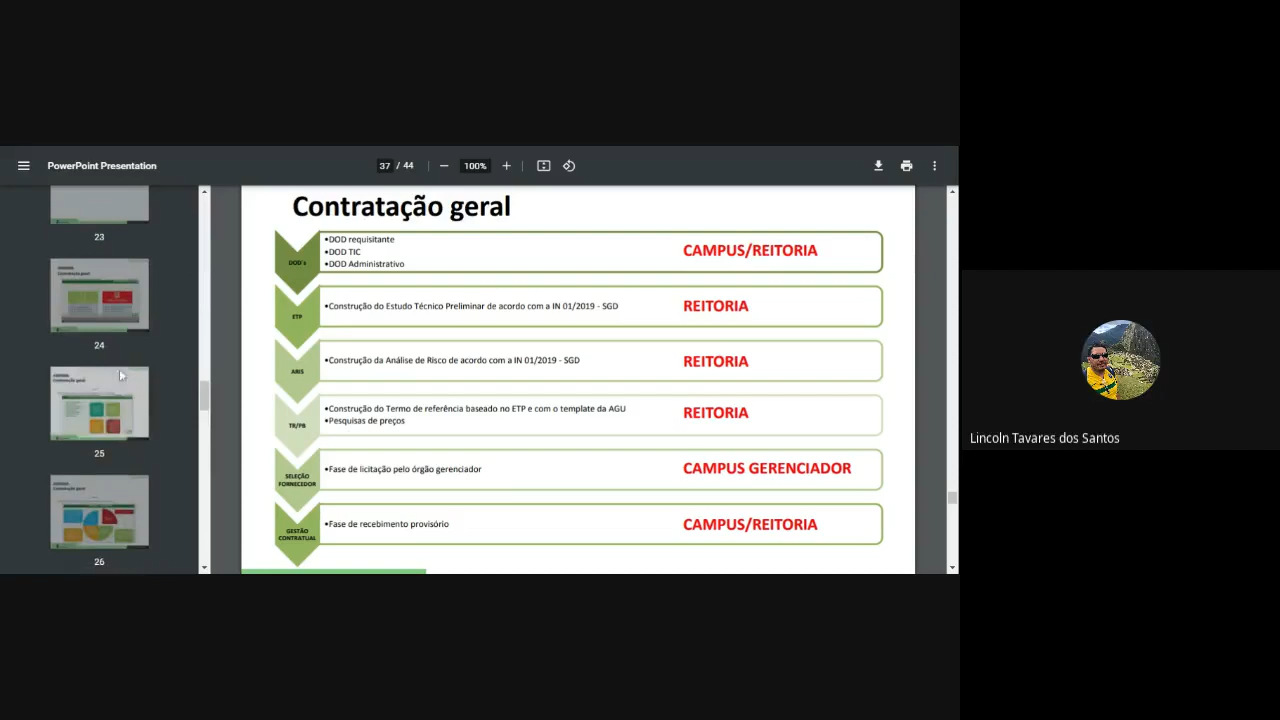 PowerPoint Presentation
37 / 44
100%
23
24
25
26
Contratação geral
DOD's
•DOD requisitante
•DOD TIC
•DOD Administrativo
CAMPUS/REITORIA
ETP
•Construção do Estudo Técnico Preliminar de acordo com a IN 01/2019 - SGD
REITORIA
ARIS
•Construção da Análise de Risco de acordo com a IN 01/2019 - SGD
REITORIA
TR/PB
•Construção do Termo de referência baseado no ETP e com o template da AGU
•Pesquisas de preços
REITORIA
SELEÇÃO
FORNECEDOR
•Fase de licitação pelo órgão gerenciador
CAMPUS GERENCIADOR
GESTÃO
CONTRATUAL
•Fase de recebimento provisório
CAMPUS/REITORIA
Lincoln Tavares dos Santos